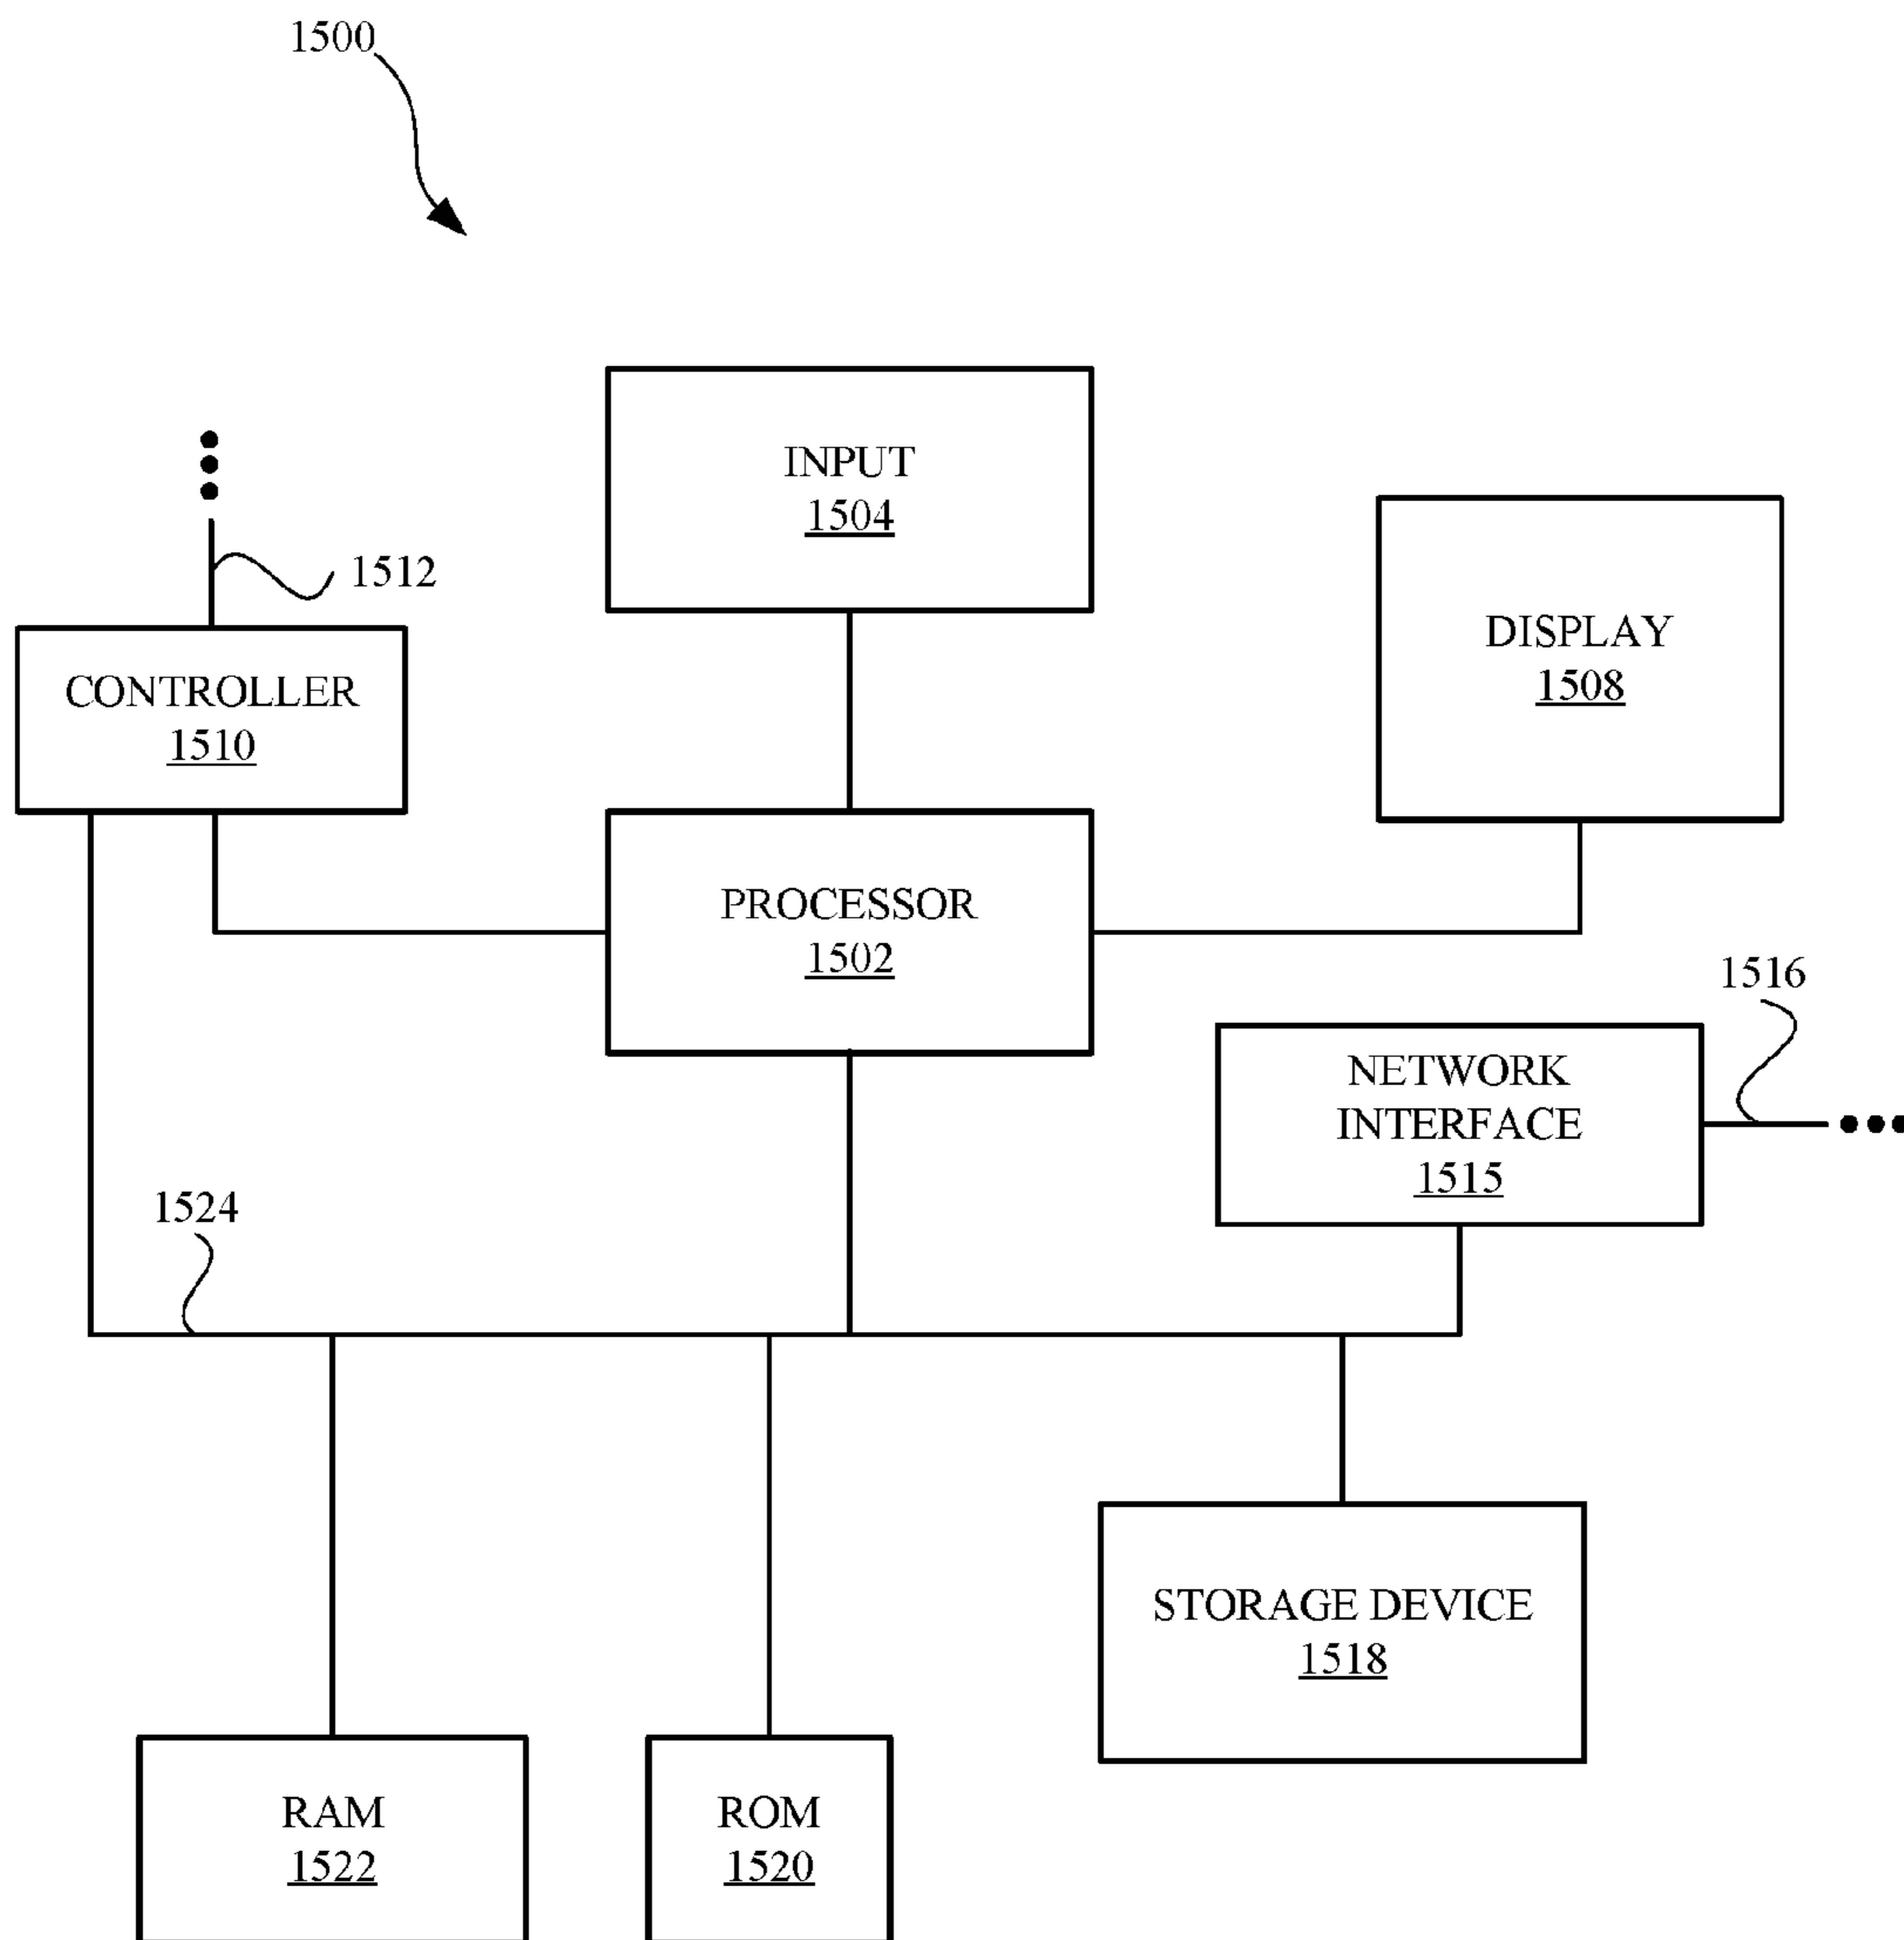 1500
INPUT
1504
1512
DISPLAY
1508
CONTROLLER
1510
PROCESSOR
1502
1516
NETWORK
INTERFACE
1515
1524
STORAGE DEVICE
1518
RAM
1522
ROM
1520